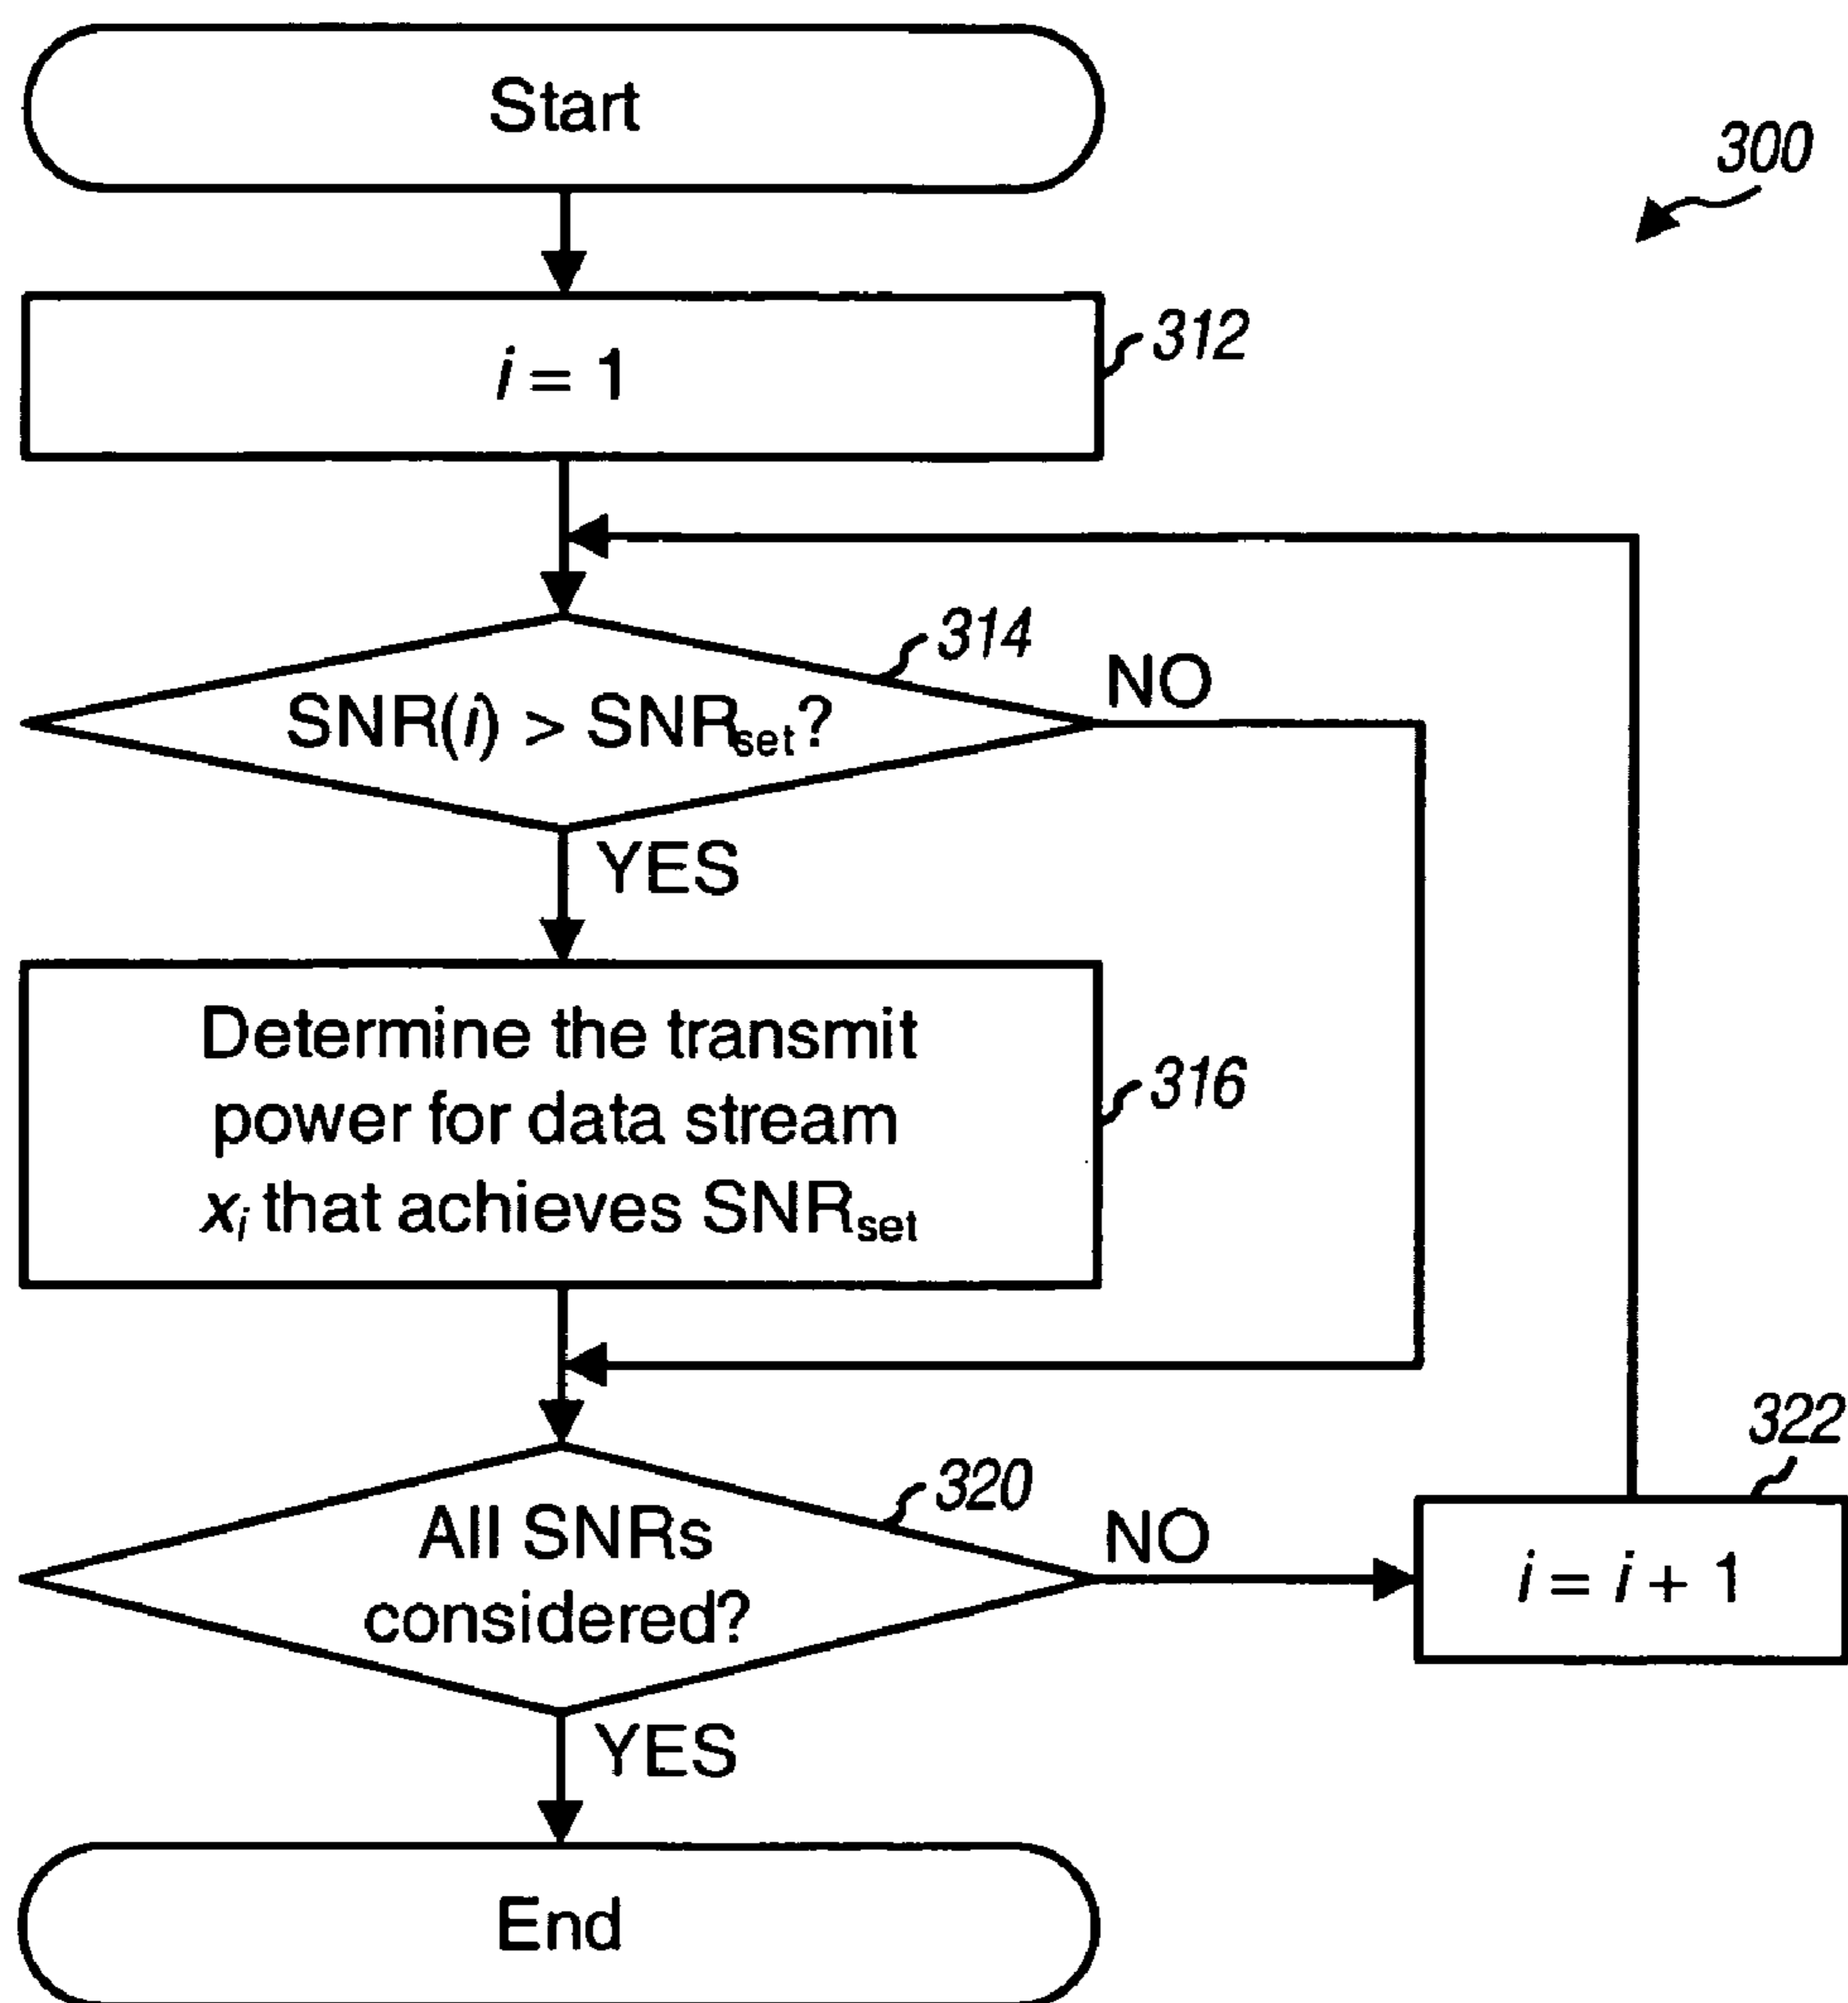 Start
300
i = 1
312
314
SNR(i) > SNRset?
NO
YES
Determine the transmit
power for data stream
xi that achieves SNRset
316
320
All SNRs
considered?
NO
322
i = i + 1
YES
End